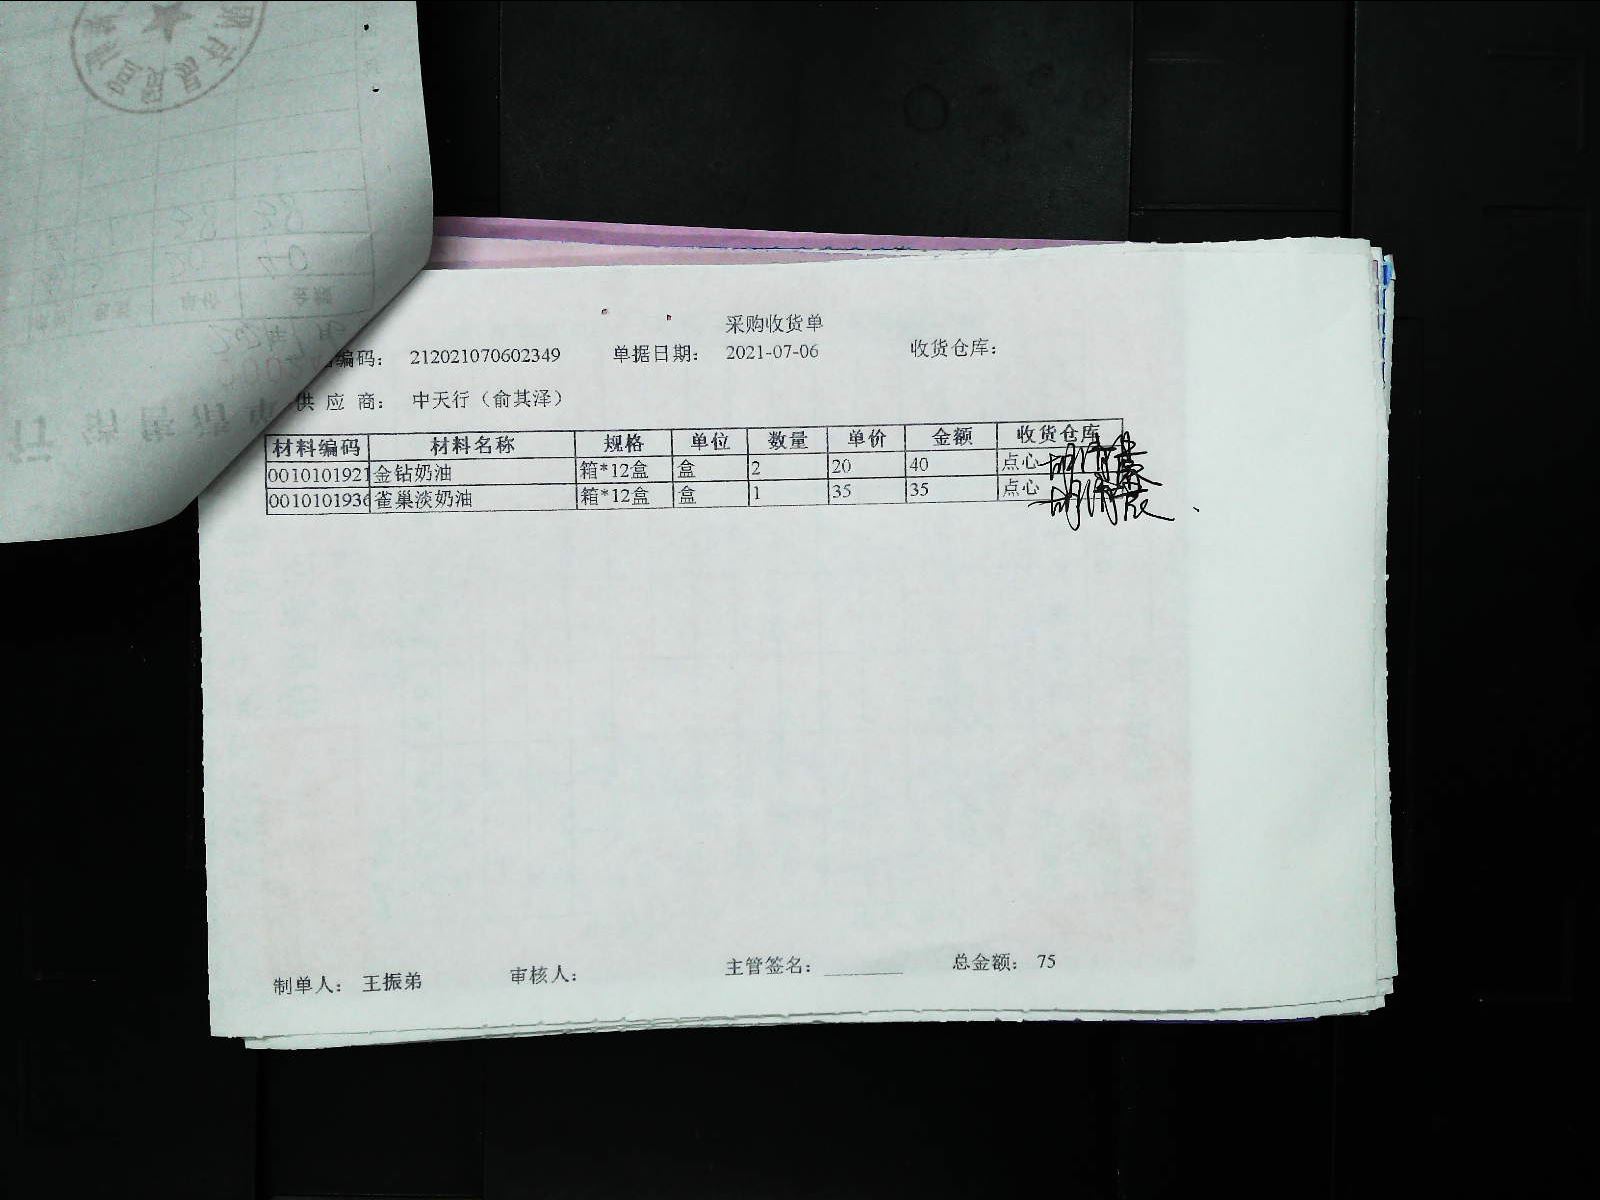 采购收货单
编码： 212021070602349 单据日期： 2021-07-06 收货仓库：
供 应 商： 中天行（俞其泽）
材料编码 材料名称 规格 单位 数量 单价 金额 收货仓库
0010101921 金钻奶油 箱*12盒 盒 2 20 40 点心
001010193 雀巢淡奶油 箱*12盒 盒 1 35 35 点心
制单人： 王振弟 审核人： 主管签名： 总金额： 75